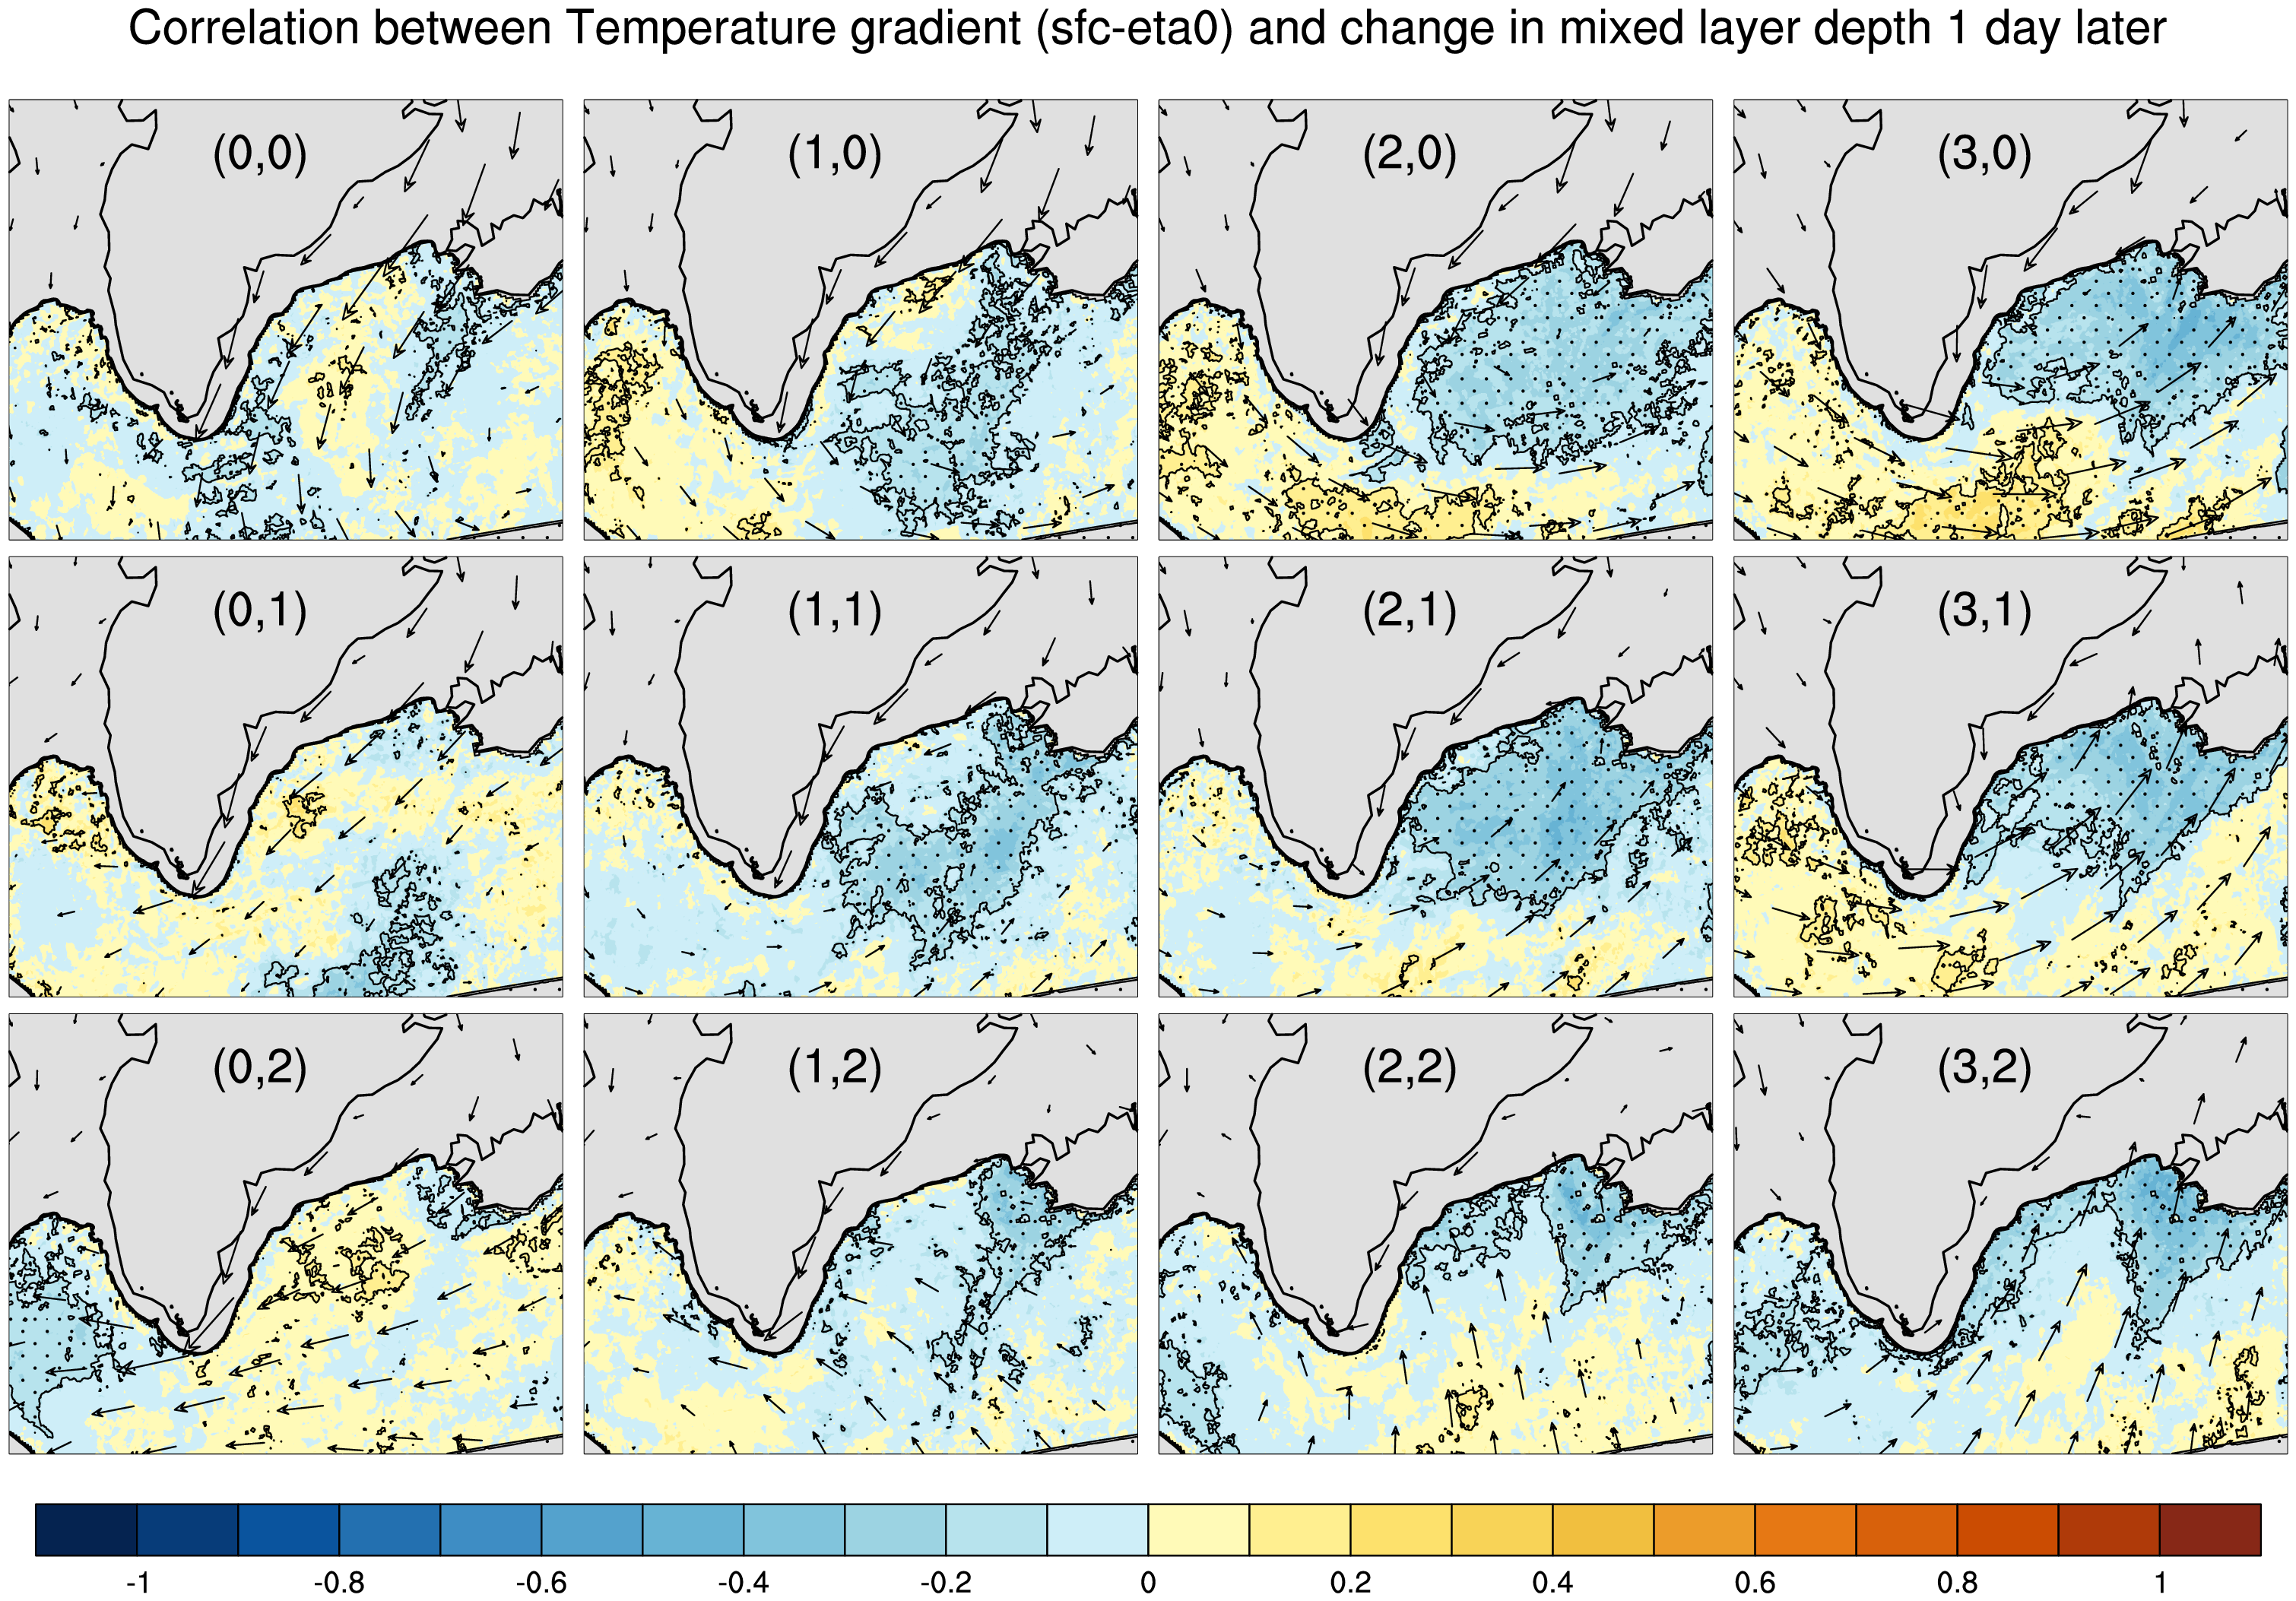 Correlation between Temperature gradient (sfc-eta0) and change in mixed layer depth 1 day later
(0,0) (1,0) (2,0) (3,0)
(0,1) (1,1) (2,1) (3,1)
(0,2) (1,2) (2,2) (3,2)
-1 -0.8 -0.6 -0.4 -0.2 0 0.2 0.4 0.6 0.8 1